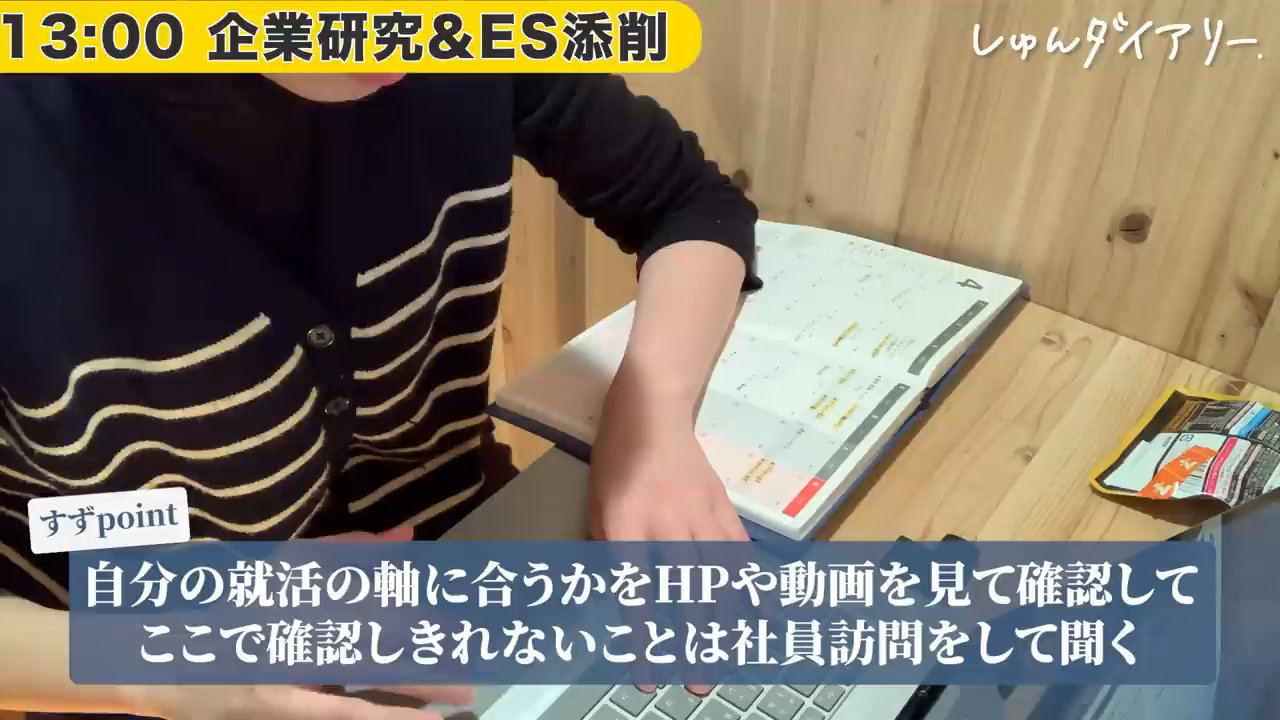 13:00 企業研究&ES添削
しゅんダイアリー.
4
すずpoint
自分の就活の軸に合うかをHPや動画を見て確認して
ここで確認しきれないことは社員訪問をして聞く